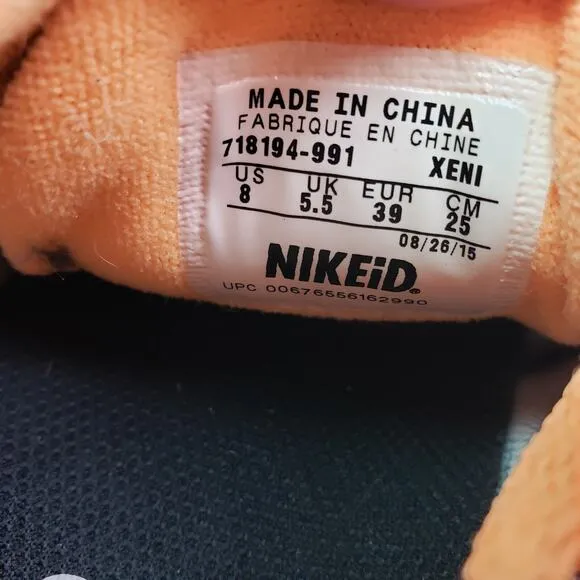 MADE IN CHINA
FABRIQUE EN CHINE
718194-991 XENI
US UK EUR CM
8 5.5 39 25
08/26/15
NIKEiD®
UPC 00676556162990